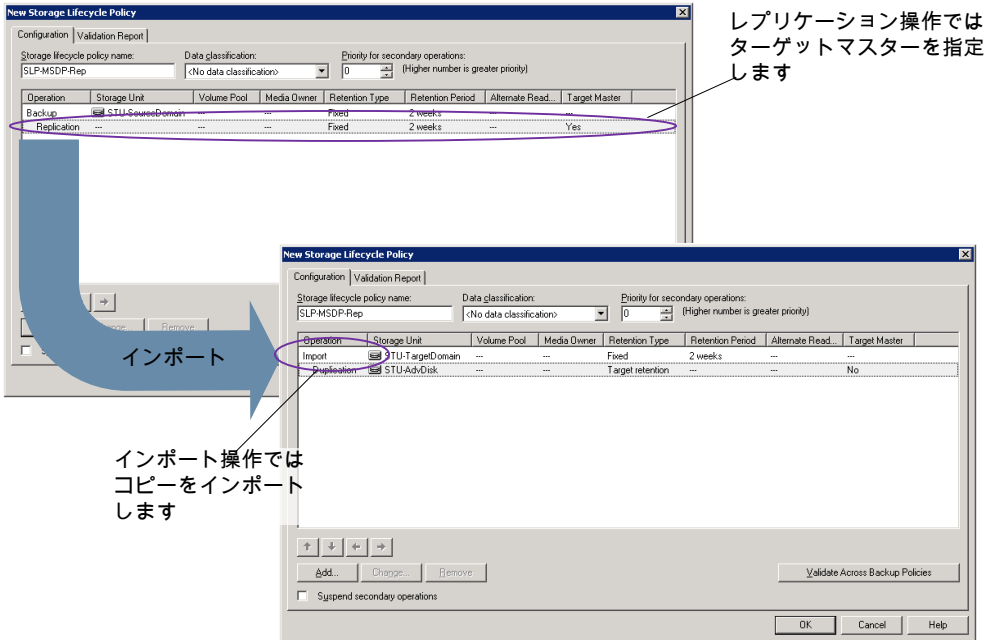 New Storage Lifecycle Policy
Configuration Validation Report
Storage lifecycle policy name: Data classification: Priority for secondary operations:
SLP-MSDP-Rep <No data classification> 0 (Higher number is greater priority)
Operation Storage Unit Volume Pool Media Owner Retention Type Retention Period Alternate Read... Target Master
Backup STU-SourceDomain --- --- Fixed 2 weeks --- ---
Replication --- --- --- Fixed 2 weeks --- Yes
Remove
レプリケーション操作では
ターゲットマスターを指定
します
インポート
インポート操作では
コピーをインポート
します
New Storage Lifecycle Policy
Configuration Validation Report
Storage lifecycle policy name: Data classification: Priority for secondary operations:
SLP-MSDP-Rep <No data classification> 0 (Higher number is greater priority)
Operation Storage Unit Volume Pool Media Owner Retention Type Retention Period Alternate Read... Target Master
Import STU-TargetDomain --- --- Fixed 2 weeks --- ---
Duplication STU-AdvDisk --- --- Target retention --- --- No
Add... Change... Remove Validate Across Backup Policies
Suspend secondary operations
OK Cancel Help